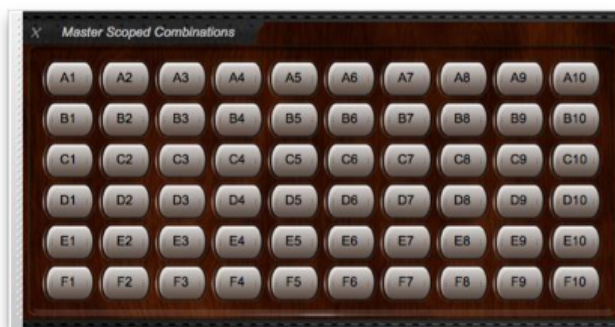 X Master Scoped Combinations
A1 A2 A3 A4 A5 A6 A7 A8 A9 A10
B1 B2 B3 B4 B5 B6 B7 B8 B9 B10
C1 C2 C3 C4 C5 C6 C7 C8 C9 C10
D1 D2 D3 D4 D5 D6 D7 D8 D9 D10
E1 E2 E3 E4 E5 E6 E7 E8 E9 E10
F1 F2 F3 F4 F5 F6 F7 F8 F9 F10